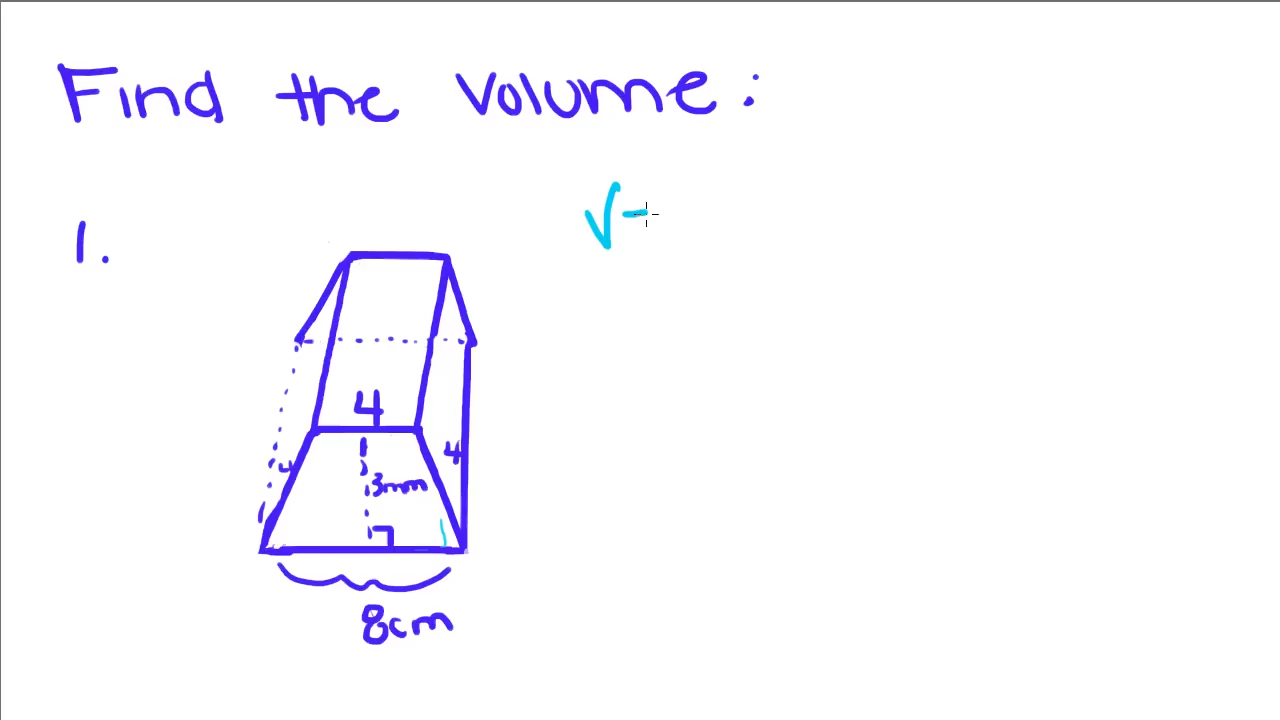 Find the volume:
1.
V =
4
4
4
3mm
8cm